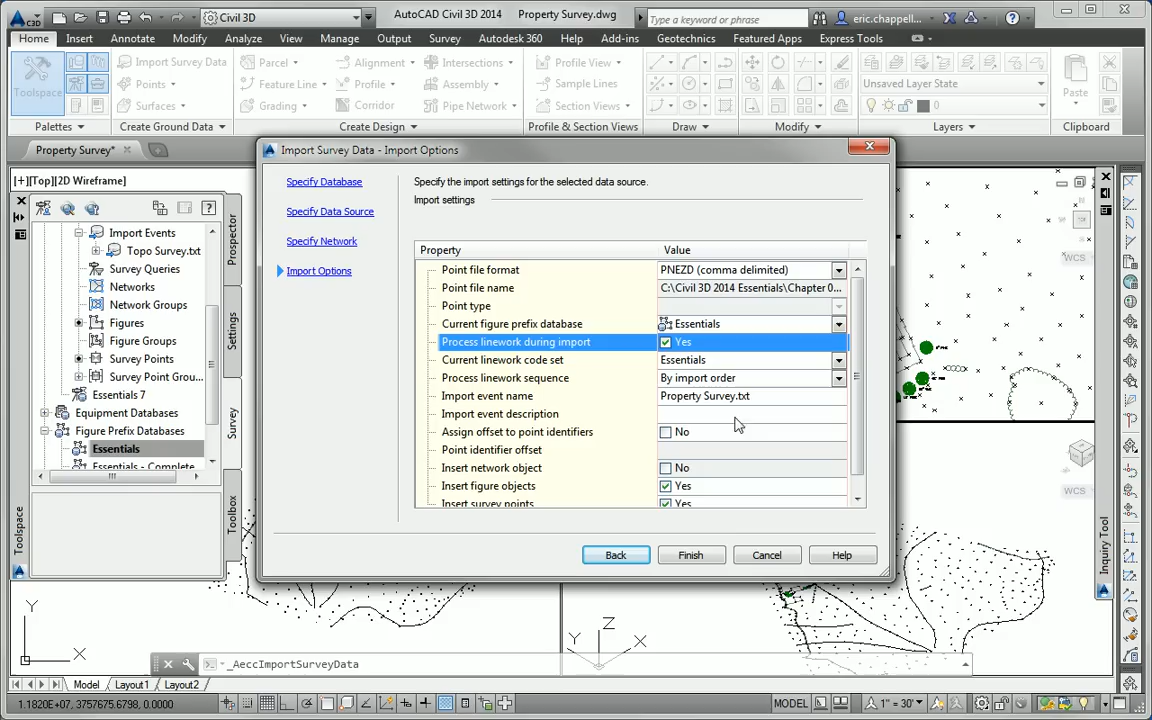 C3D
Civil 3D
AutoCAD Civil 3D 2014
Property Survey.dwg
Type a keyword or phrase
eric.chappell...
Home
Insert
Annotate
Modify
Analyze
View
Manage
Output
Survey
Autodesk 360
Help
Add-ins
Geotechnics
Featured Apps
Express Tools
Toolspace
Import Survey Data
Points
Surfaces
Parcel
Feature Line
Grading
Alignment
Profile
Corridor
Intersections
Assembly
Pipe Network
Profile View
Sample Lines
Section Views
Unsaved Layer State
0
Paste
Palettes
Create Ground Data
Create Design
Profile & Section Views
Draw
Modify
Layers
Clipboard
Property Survey*
[+][Top][2D Wireframe]
Import Events
Topo Survey.txt
Survey Queries
Networks
Network Groups
Figures
Figure Groups
Survey Points
Survey Point Grou...
Essentials 7
Equipment Databases
Figure Prefix Databases
Essentials
Essentials - Complete
Prospector
Settings
Survey
Toolbox
Toolspace
Import Survey Data - Import Options
Specify Database
Specify Data Source
Specify Network
Import Options
Specify the import settings for the selected data source.
Import settings
Property Value
Point file format PNEZD (comma delimited)
Point file name C:\Civil 3D 2014 Essentials\Chapter 0...
Point type
Current figure prefix database Essentials
Process linework during import Yes
Current linework code set Essentials
Process linework sequence By import order
Import event name Property Survey.txt
Import event description
Assign offset to point identifiers No
Point identifier offset
Insert network object No
Insert figure objects Yes
Insert survey points Yes
Back
Finish
Cancel
Help
WCS
WCS
Inquiry Tool
Y
X
Z
Y
X
_AeccImportSurveyData
Model
Layout1
Layout2
1.1820E+07, 3757675.6798, 0.0000
MODEL
1" = 30'